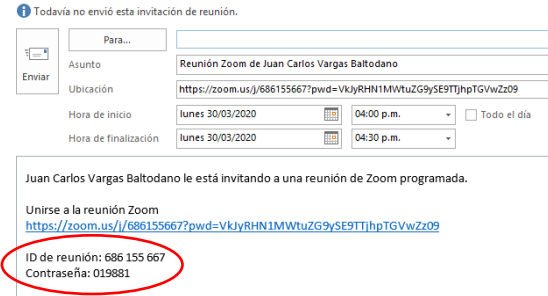 Todavía no envió esta invitación de reunión.
Enviar
Para...
Asunto
Reunión Zoom de Juan Carlos Vargas Baltodano
Ubicación
https://zoom.us/j/686155667?pwd=VkJyRHN1MWtuZG9ySE9TTjhpTGVwZz09
Hora de inicio lunes 30/03/2020 04:00 p.m. Todo el día
Hora de finalización lunes 30/03/2020 04:30 p.m.
Juan Carlos Vargas Baltodano le está invitando a una reunión de Zoom programada.
Unirse a la reunión Zoom
https://zoom.us/j/686155667?pwd=VkJyRHN1MWtuZG9ySE9TTjhpTGVwZz09
ID de reunión: 686 155 667
Contraseña: 019881